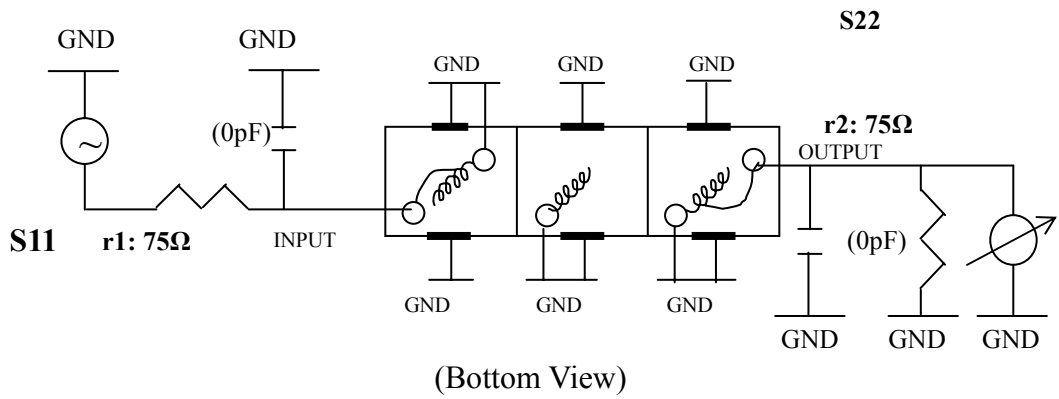 S22
GND
GND
GND
GND
GND
(0pF)
r2: 75Ω
OUTPUT
S11
r1: 75Ω
INPUT
(0pF)
GND
GND
GND
GND
GND
GND
(Bottom View)